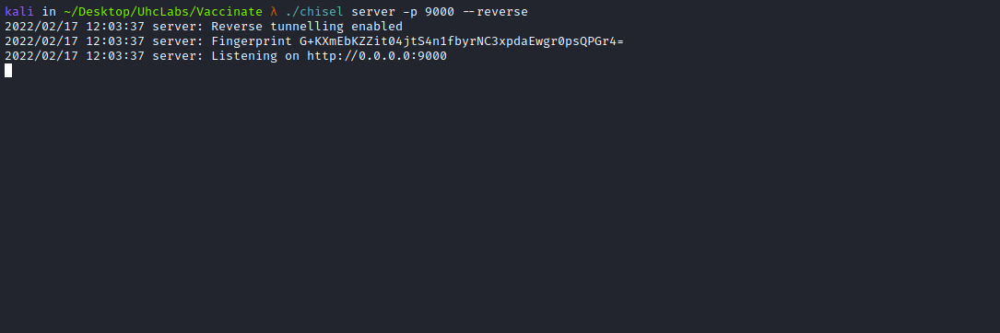 kali in ~/Desktop/UhcLabs/Vaccinate λ ./chisel server -p 9000 --reverse
2022/02/17 12:03:37 server: Reverse tunnelling enabled
2022/02/17 12:03:37 server: Fingerprint G+KXmEbKZZit04jtS4n1fbyrNC3xpdaEwgr0psQPGr4=
2022/02/17 12:03:37 server: Listening on http://0.0.0.0:9000